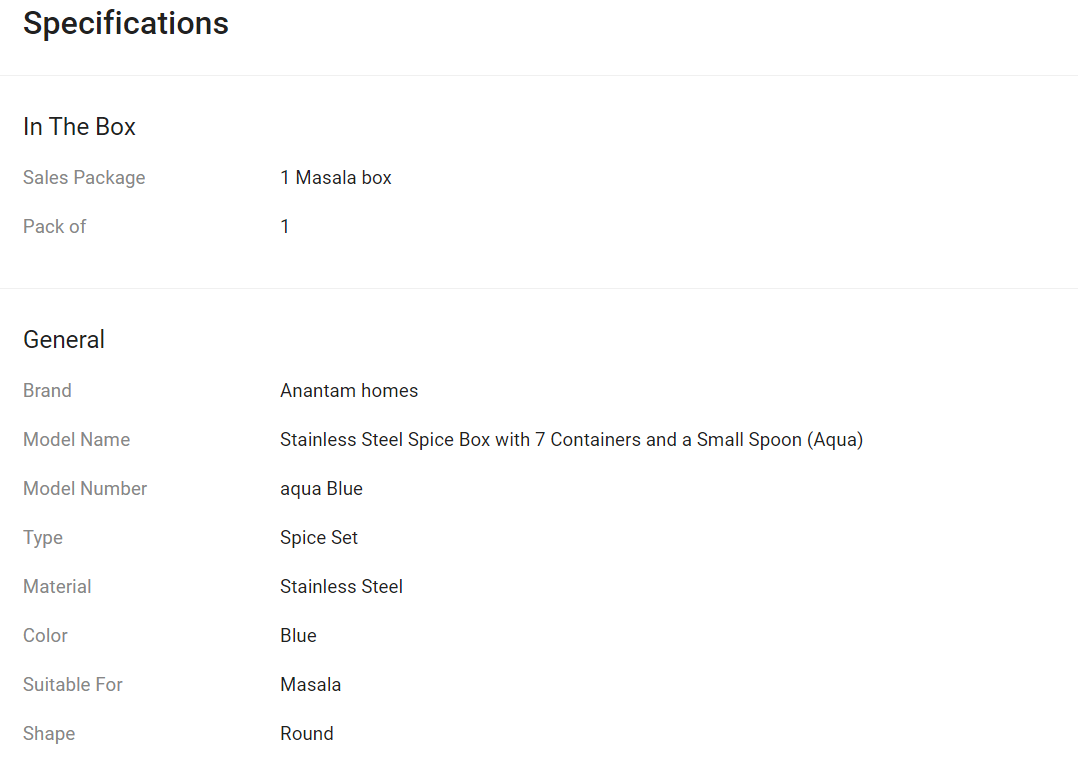 Specifications
In The Box
Sales Package 1 Masala box
Pack of 1
General
Brand Anantam homes
Model Name Stainless Steel Spice Box with 7 Containers and a Small Spoon (Aqua)
Model Number aqua Blue
Type Spice Set
Material Stainless Steel
Color Blue
Suitable For Masala
Shape Round